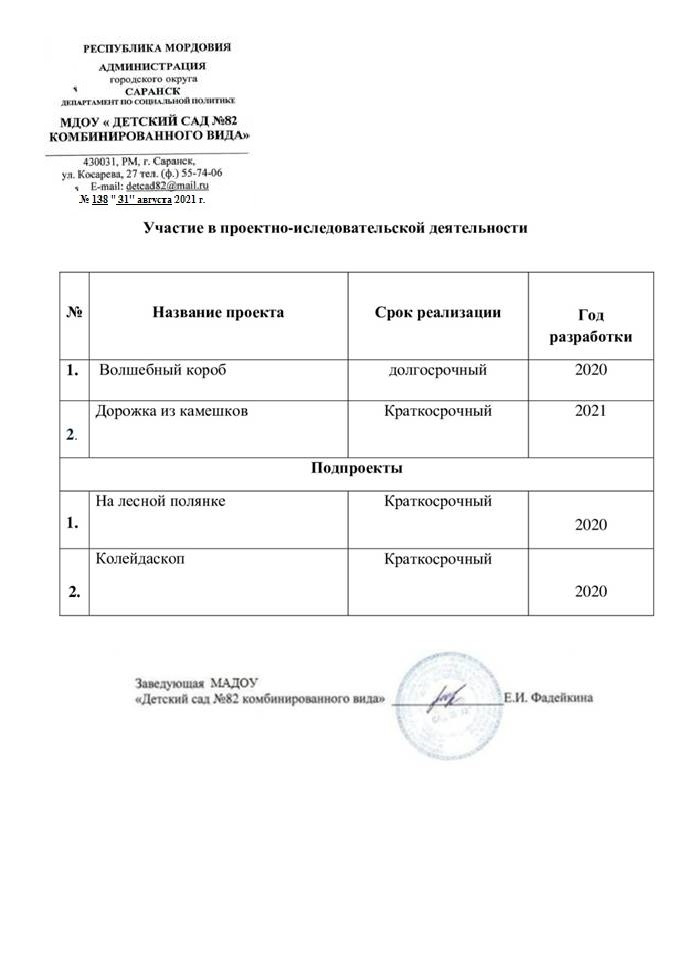 РЕСПУБЛИКА МОРДОВИЯ
АДМИНИСТРАЦИЯ
городского округа
САРАНСК
ДЕПАРТАМЕНТ ПО СОЦИАЛЬНОЙ ПОЛИТИКЕ
МДОУ « ДЕТСКИЙ САД №82
КОМБИНИРОВАННОГО ВИДА»
430031, РМ, г. Саранск,
ул. Косарева, 27 тел. (ф.) 55-74-06
E-mail: detcad82@mail.ru
№ 138 " 31" августа 2021 г.
Участие в проектно-иследовательской деятельности
№ Название проекта Срок реализации Год разработки
1. Волшебный короб долгосрочный 2020
2. Дорожка из камешков Краткосрочный 2021
Подпроекты
1. На лесной полянке Краткосрочный 2020
2. Колейдаскоп Краткосрочный 2020
Заведующая МАДОУ
«Детский сад №82 комбинированного вида» Е.И. Фадейкина